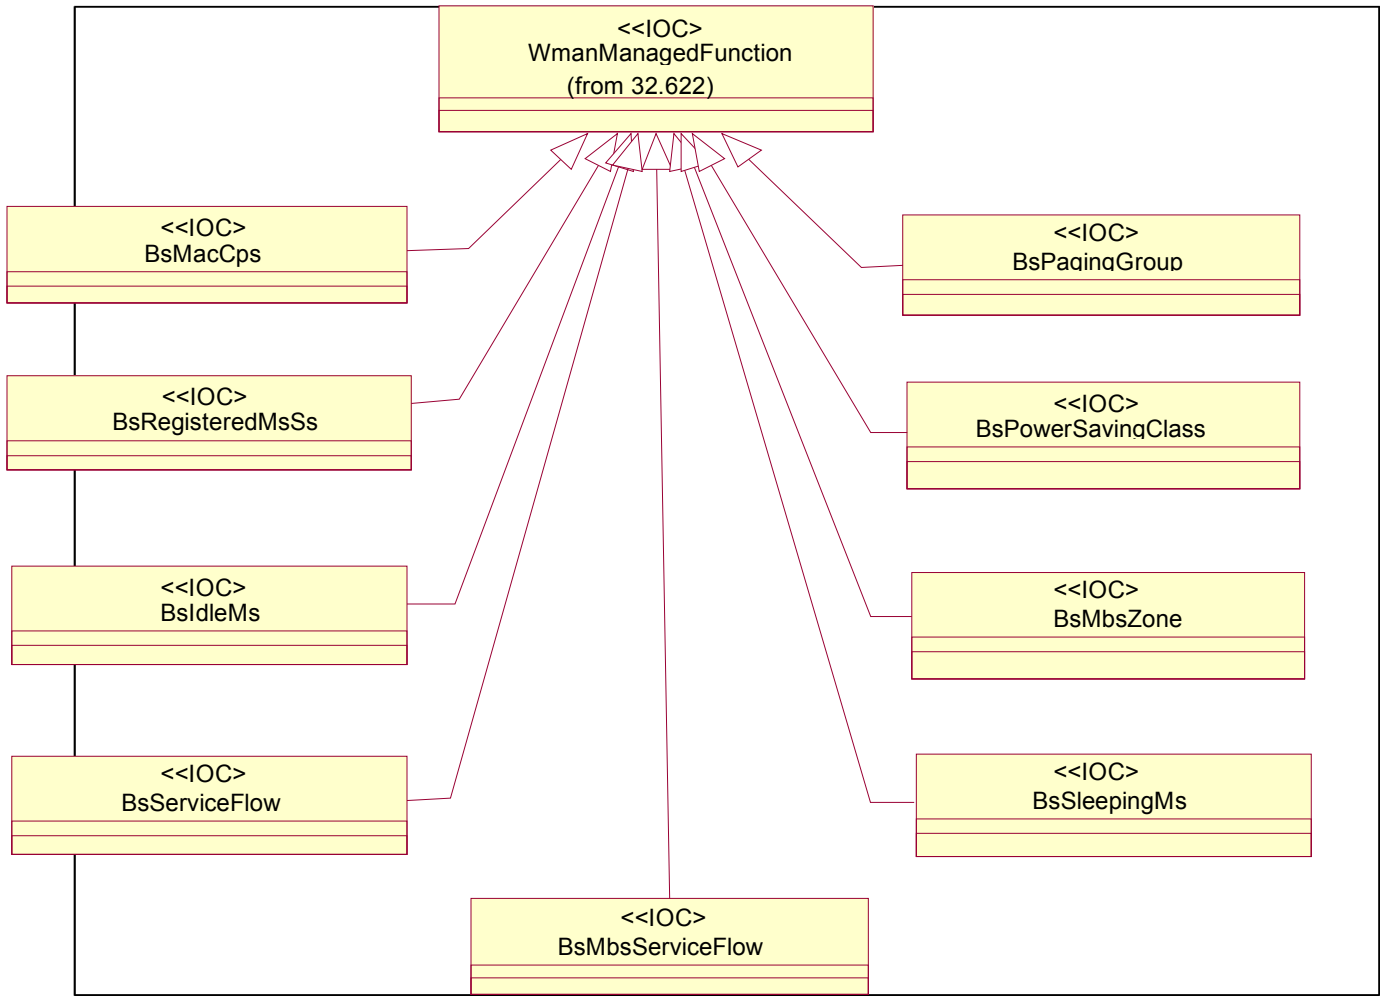 <<IOC>
WmanManagedFunction
(from 32.622)
<<IOC>
BsMacCps
<<IOC>
BsPagingGroup
<<IOC>
BsRegisteredMsSs
<<IOC>
BsPowerSavingClass
<<IOC>
BsIdleMs
<<IOC>
BsMbsZone
<<IOC>
BsServiceFlow
<<IOC>
BsSleepingMs
<<IOC>
BsMbsServiceFlow